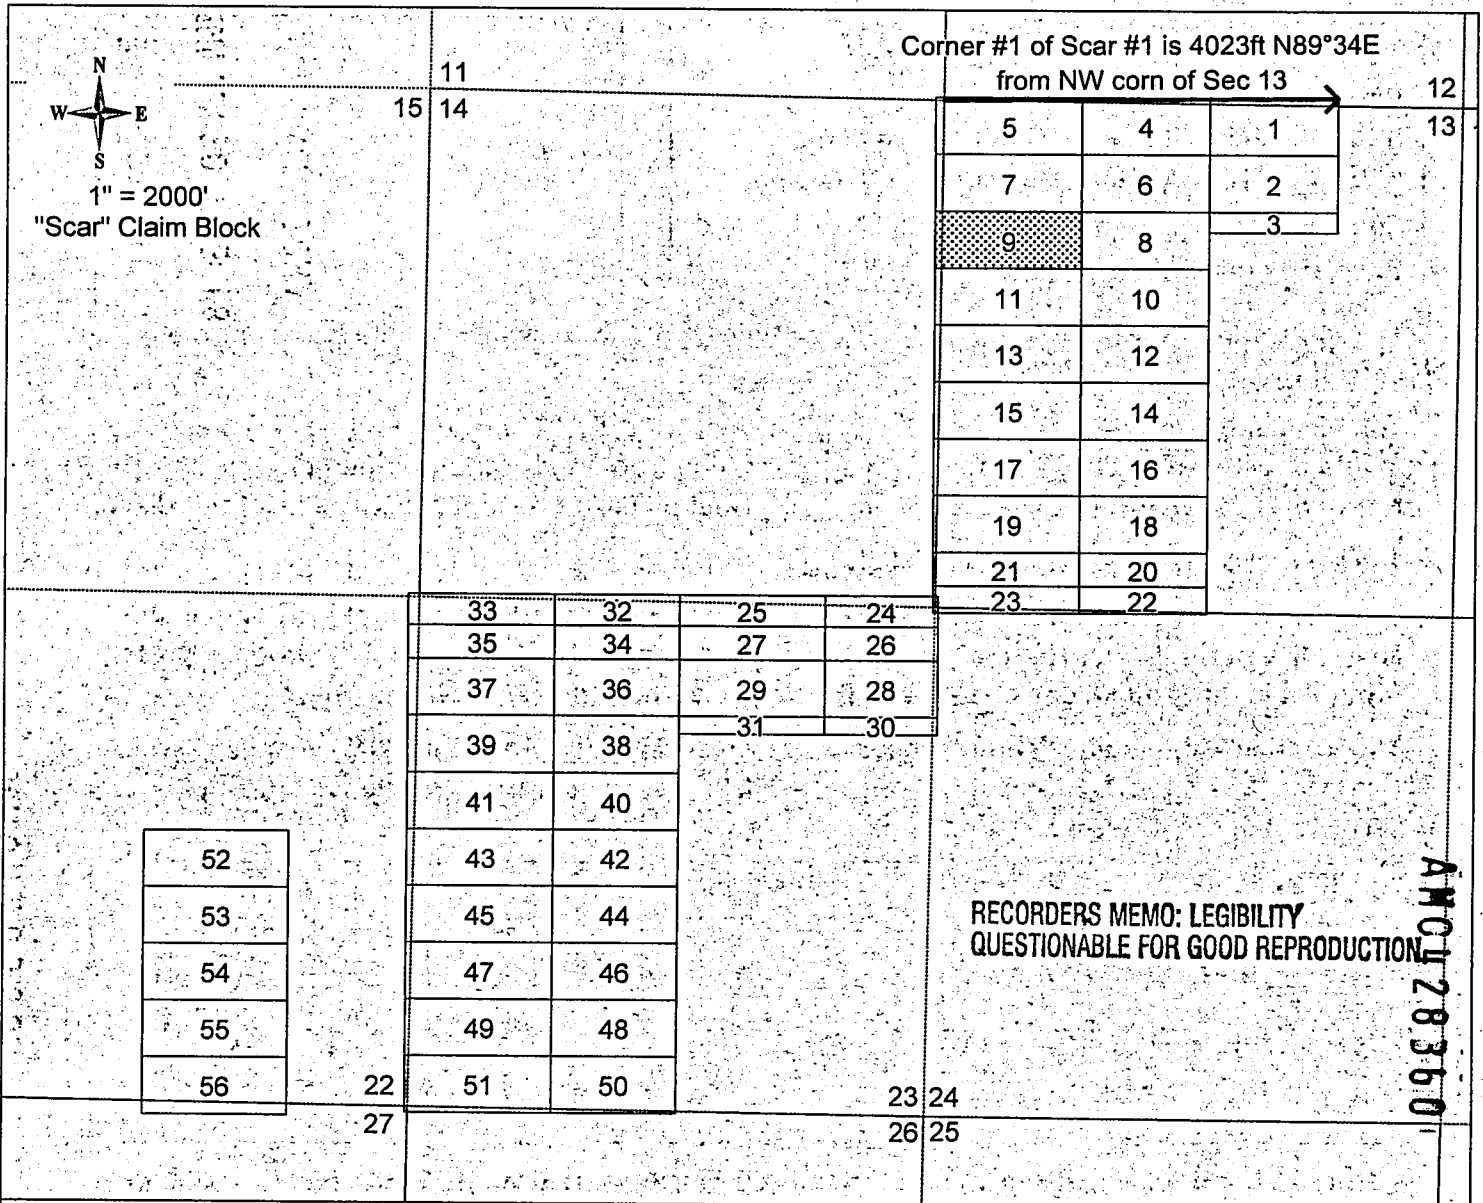 Corner #1 of Scar #1 is 4023ft N89°34E
from NW corn of Sec 13
N
W E
S
1" = 2000'
"Scar" Claim Block
11
12
15 14
13
5 4 1
7 6 2
3
9 8
11 10
13 12
15 14
17 16
19 18
21 20
23 22
33 32 25 24
35 34 27 26
37 36 29 28
31 30
39 38
41 40
43 42
45 44
47 46
49 48
51 50
52
53
54
55
56
22
27
23 24
26 25
RECORDERS MEMO: LEGIBILITY
QUESTIONABLE FOR GOOD REPRODUCTION
AMC428360